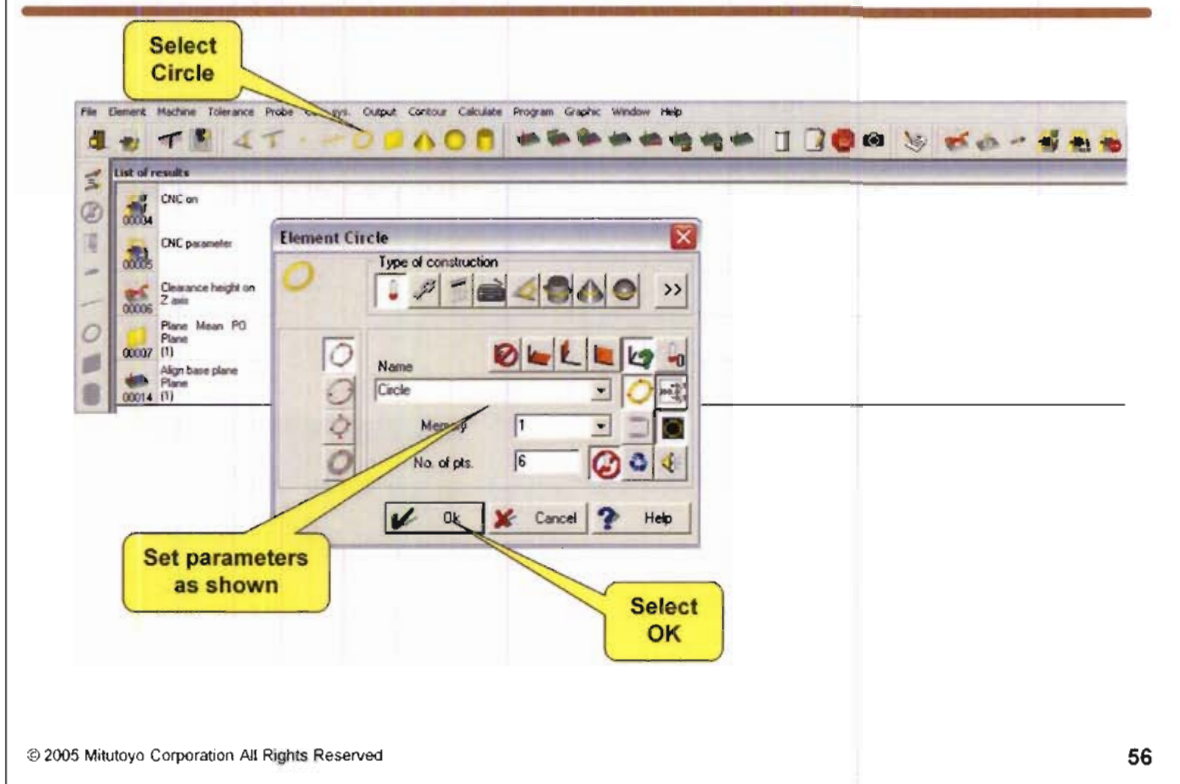 Select
Circle
File Element Machine Tolerance Probe sys. Output Contour Calculate Program Graphic Window Help
List of results
CNC on
00004
CNC parameter
00005
Clearance height on
Z axis
00006
Plane Mean PO
Plane
00007 (1)
Align base plane
Plane
00014 (1)
Element Circle
Type of construction
>>
Name
Circle
Memory 1
No. of pts. 6
Ok Cancel Help
Set parameters
as shown
Select
OK
© 2005 Mitutoyo Corporation All Rights Reserved
56